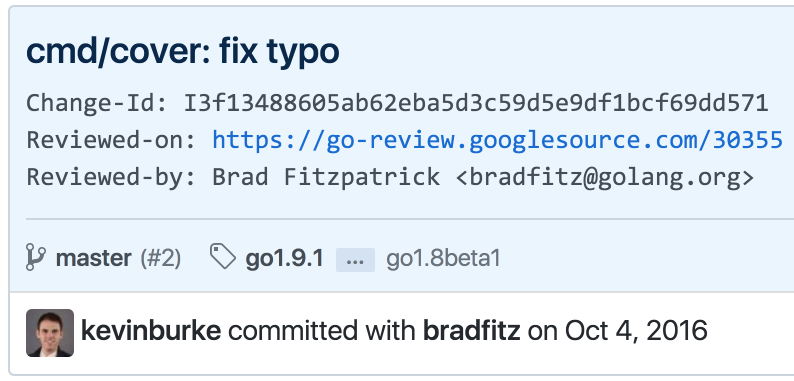 cmd/cover: fix typo
Change-Id: I3f13488605ab62eba5d3c59d5e9df1bcf69dd571
Reviewed-on: https://go-review.googlesource.com/30355
Reviewed-by: Brad Fitzpatrick <bradfitz@golang.org>
master (#2) go1.9.1 ... go1.8beta1
kevinburke committed with bradfitz on Oct 4, 2016